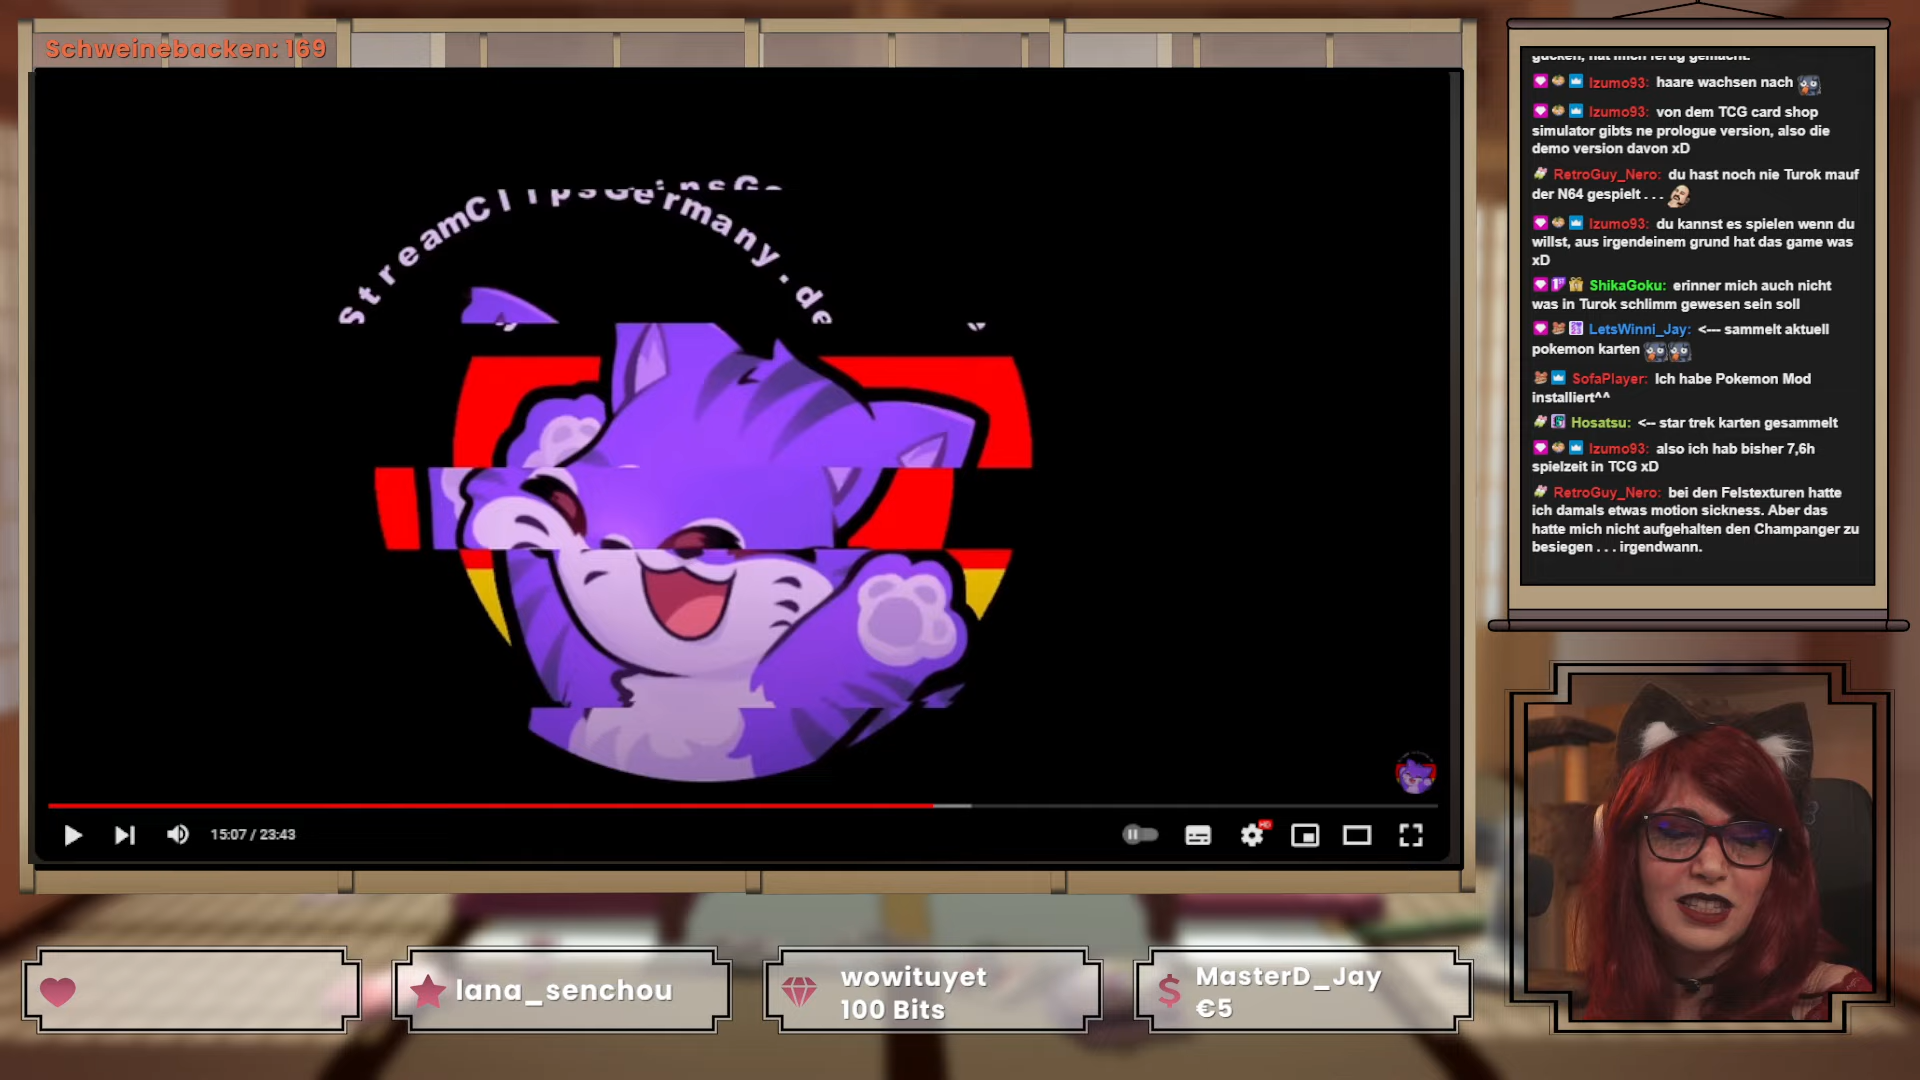 Schweinebacken: 169
StreamClipsGermany.de
15:07 / 23:43
HD
gucken, hat mich fertig gemacht.
Izumo93: haare wachsen nach
Izumo93: von dem TCG card shop
simulator gibts ne prologue version, also die
demo version davon xD
RetroGuy_Nero: du hast noch nie Turok mauf
der N64 gespielt . . .
Izumo93: du kannst es spielen wenn du
willst, aus irgendeinem grund hat das game was
xD
ShikaGoku: erinner mich auch nicht
was in Turok schlimm gewesen sein soll
LetsWinni_Jay: <--- sammelt aktuell
pokemon karten
SofaPlayer: Ich habe Pokemon Mod
installiert^^
Hosatsu: <-- star trek karten gesammelt
Izumo93: also ich hab bisher 7,6h
spielzeit in TCG xD
RetroGuy_Nero: bei den Felstexturen hatte
ich damals etwas motion sickness. Aber das
hatte mich nicht aufgehalten den Champanger zu
besiegen . . . irgendwann.
lana_senchou
wowituyet
100 Bits
MasterD_Jay
€5